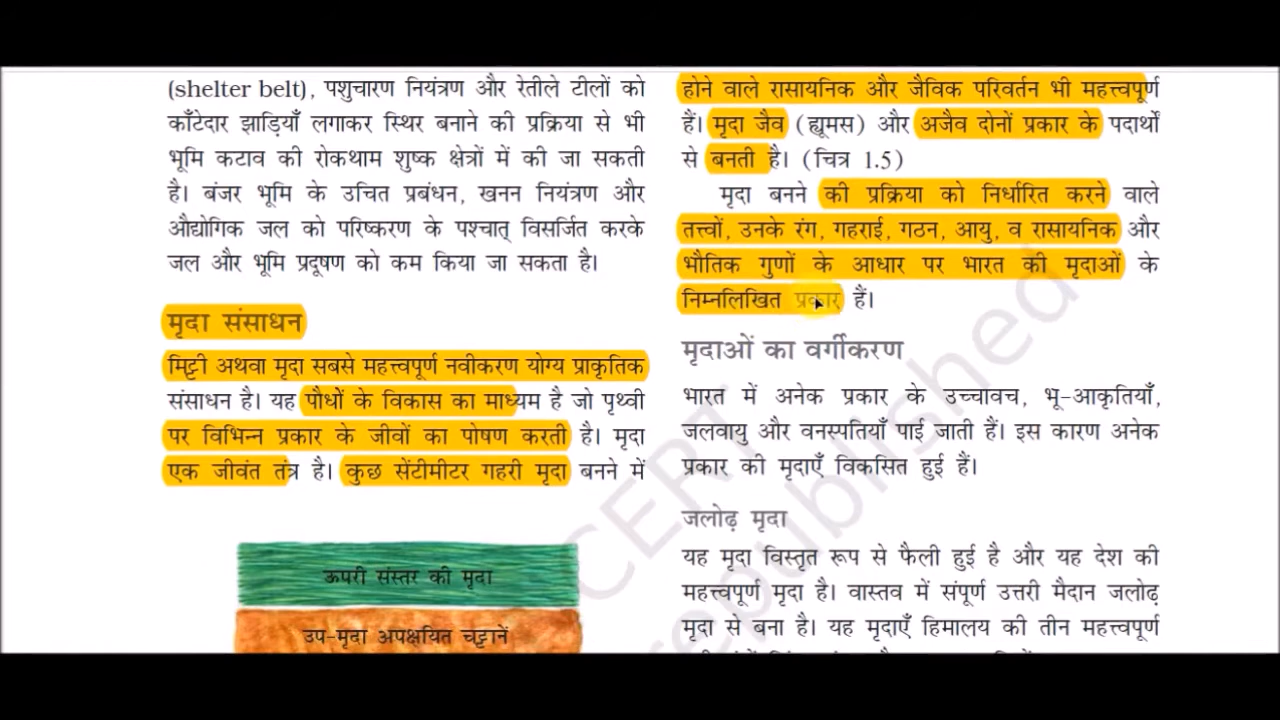 (shelter belt), पशुचारण नियंत्रण और रेतीले टीलों को
काँटेदार झाड़ियाँ लगाकर स्थिर बनाने की प्रक्रिया से भी
भूमि कटाव की रोकथाम शुष्क क्षेत्रों में की जा सकती
है। बंजर भूमि के उचित प्रबंधन, खनन नियंत्रण और
औद्योगिक जल को परिष्करण के पश्चात् विसर्जित करके
जल और भूमि प्रदूषण को कम किया जा सकता है।
मृदा संसाधन
मिट्टी अथवा मृदा सबसे महत्त्वपूर्ण नवीकरण योग्य प्राकृतिक
संसाधन है। यह पौधों के विकास का माध्यम है जो पृथ्वी
पर विभिन्न प्रकार के जीवों का पोषण करती है। मृदा
एक जीवंत तंत्र है। कुछ सेंटीमीटर गहरी मृदा बनने में
ऊपरी संस्तर की मृदा
उप-मृदा अपक्षयित चट्टानें
होने वाले रासायनिक और जैविक परिवर्तन भी महत्त्वपूर्ण
हैं। मृदा जैव (ह्यूमस) और अजैव दोनों प्रकार के पदार्थों
से बनती है। (चित्र 1.5)
मृदा बनने की प्रक्रिया को निर्धारित करने वाले
तत्त्वों, उनके रंग, गहराई, गठन, आयु, व रासायनिक और
भौतिक गुणों के आधार पर भारत की मृदाओं के
निम्नलिखित प्रकार हैं।
मृदाओं का वर्गीकरण
भारत में अनेक प्रकार के उच्चावच, भू-आकृतियाँ,
जलवायु और वनस्पतियाँ पाई जाती हैं। इस कारण अनेक
प्रकार की मृदाएँ विकसित हुई हैं।
जलोढ़ मृदा
यह मृदा विस्तृत रूप से फैली हुई है और यह देश की
महत्त्वपूर्ण मृदा है। वास्तव में संपूर्ण उत्तरी मैदान जलोढ़
मृदा से बना है। यह मृदाएँ हिमालय की तीन महत्त्वपूर्ण
CERT
republished